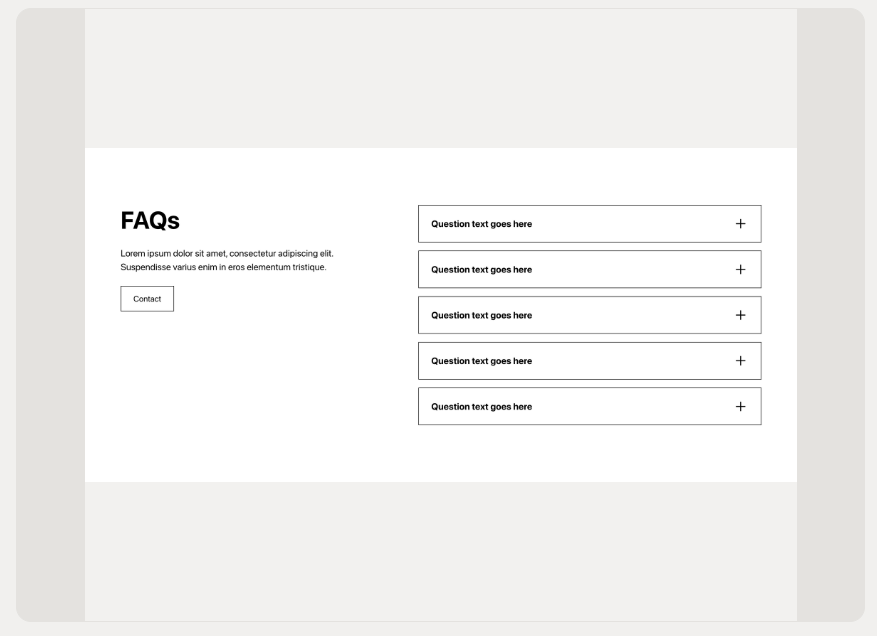 FAQs
Lorem ipsum dolor sit amet, consectetur adipiscing elit.
Suspendisse varius enim in eros elementum tristique.
Contact
Question text goes here
Question text goes here
Question text goes here
Question text goes here
Question text goes here